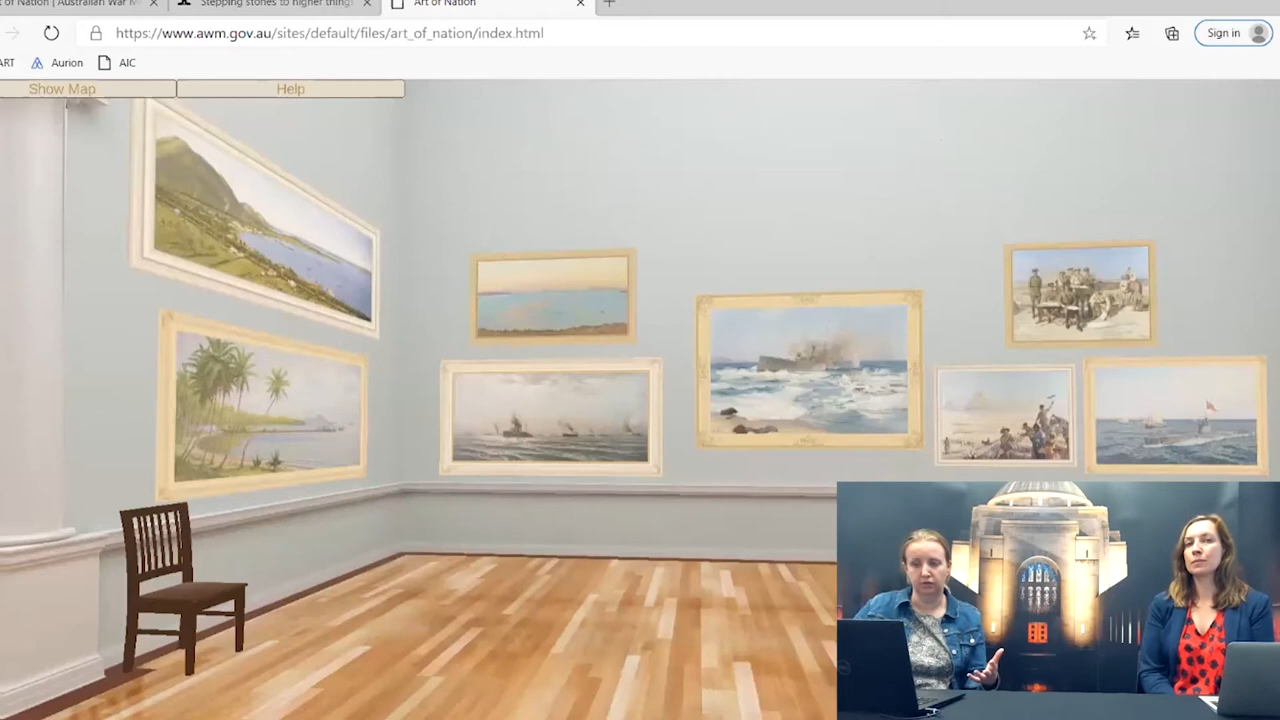 t of Nation | Australian War M
Stepping stones to higher things
Art of Nation
https://www.awm.gov.au/sites/default/files/art_of_nation/index.html
Sign in
ART
Aurion
AIC
Show Map
Help